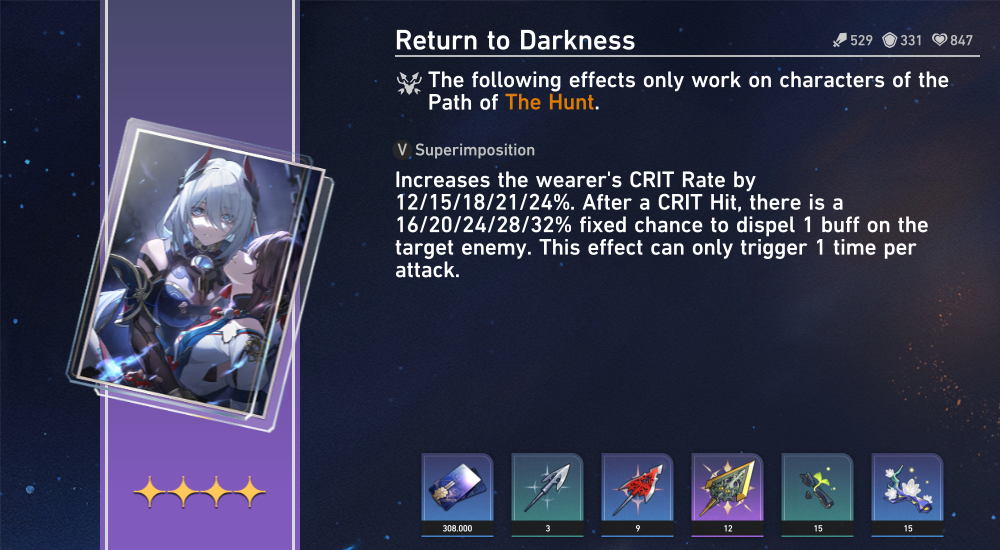 Return to Darkness
529 331 847
The following effects only work on characters of the
Path of The Hunt.
V Superimposition
Increases the wearer's CRIT Rate by
12/15/18/21/24%. After a CRIT Hit, there is a
16/20/24/28/32% fixed chance to dispel 1 buff on the
target enemy. This effect can only trigger 1 time per
attack.
308.000 3 9 12 15 15